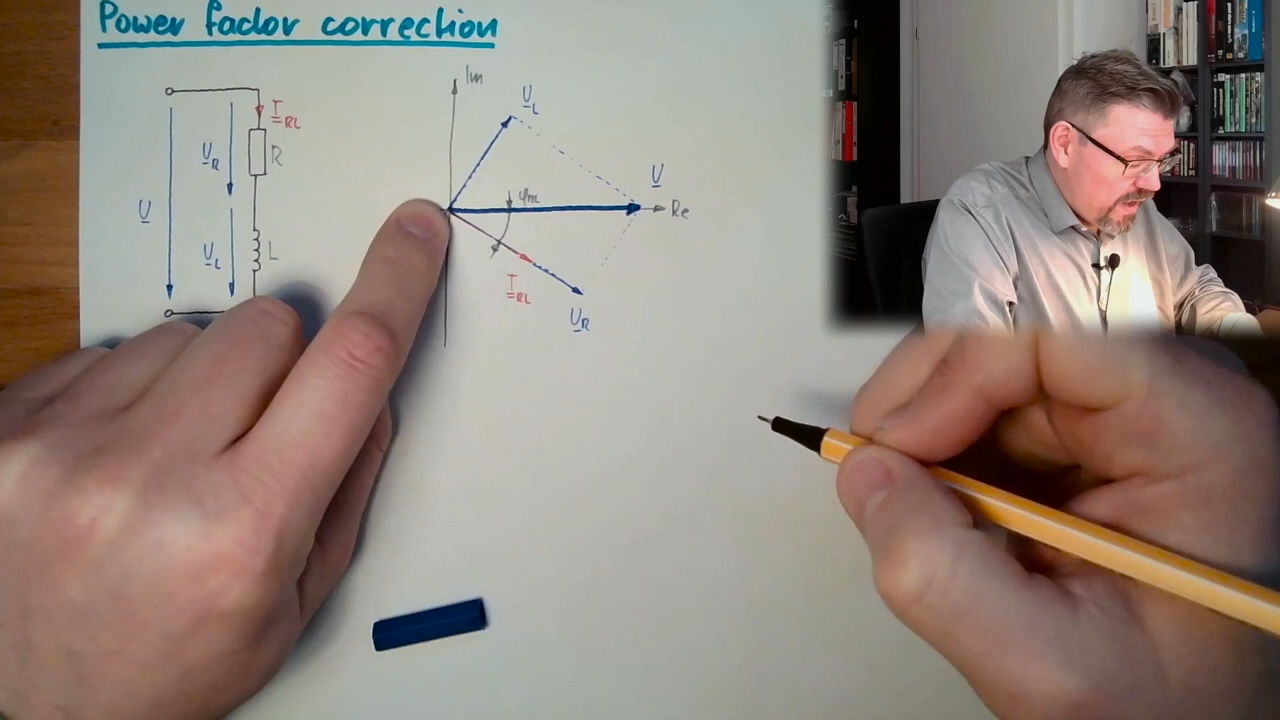 Power factor correction
I_RL
U_R
R
U
U_L
L
Im
U_L
U
φ_RL
Re
I_RL
U_R